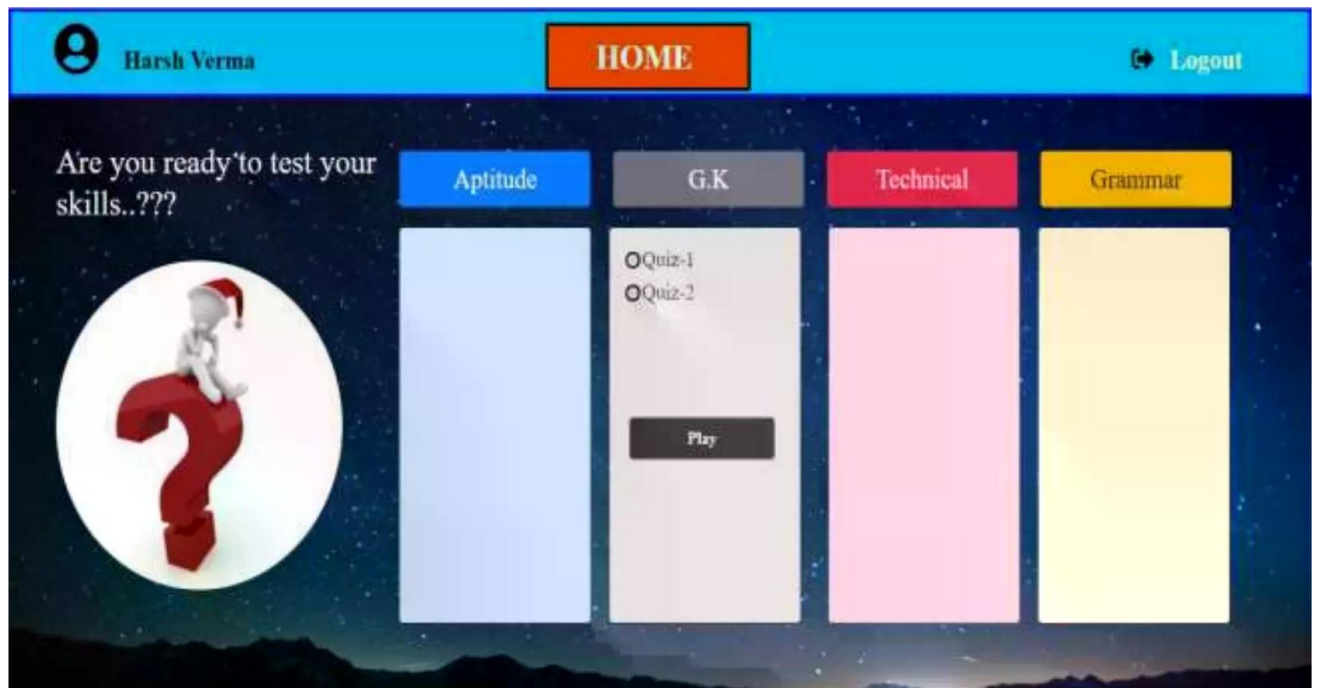 Harsh Verma
HOME
Logout
Are you ready to test your
skills..???
Aptitude
G.K
Technical
Grammar
Quiz-1
Quiz-2
Play